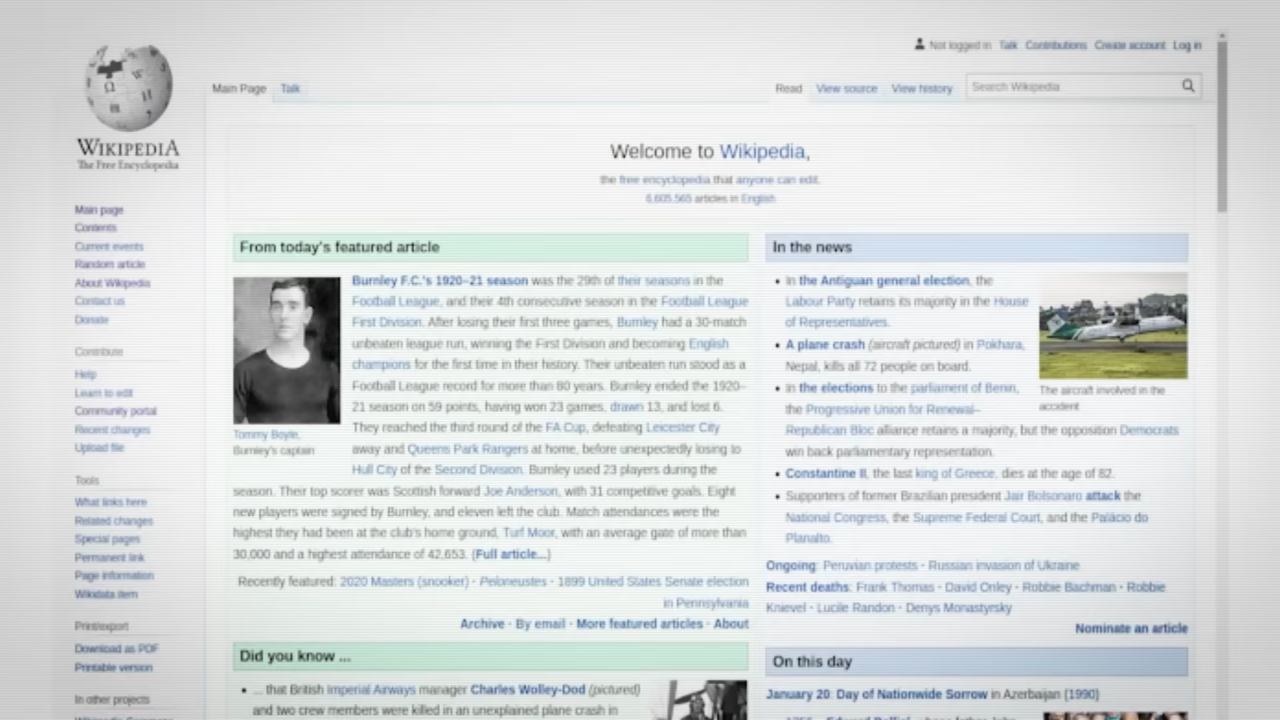 Not logged in Talk Contributions Create account Log in
Main Page Talk
Read View source View history Search Wikipedia
WIKIPEDIA
The Free Encyclopedia
Main page
Contents
Current events
Random article
About Wikipedia
Contact us
Donate
Contribute
Help
Learn to edit
Community portal
Recent changes
Upload file
Tools
What links here
Related changes
Special pages
Permanent link
Page information
Wikidata item
Print/export
Download as PDF
Printable version
In other projects
Welcome to Wikipedia,
the free encyclopedia that anyone can edit.
6,605,565 articles in English
From today's featured article
Burnley F.C.'s 1920–21 season was the 29th of their seasons in the
Football League, and their 4th consecutive season in the Football League
First Division. After losing their first three games, Burnley had a 30-match
unbeaten league run, winning the First Division and becoming English
champions for the first time in their history. Their unbeaten run stood as a
Football League record for more than 80 years. Burnley ended the 1920–
21 season on 59 points, having won 23 games, drawn 13, and lost 6.
They reached the third round of the FA Cup, defeating Leicester City
away and Queens Park Rangers at home, before unexpectedly losing to
Hull City of the Second Division. Burnley used 23 players during the
season. Their top scorer was Scottish forward Joe Anderson, with 31 competitive goals. Eight
new players were signed by Burnley, and eleven left the club. Match attendances were the
highest they had been at the club's home ground, Turf Moor, with an average gate of more than
30,000 and a highest attendance of 42,653. (Full article...)
Tommy Boyle,
Burnley's captain
Recently featured: 2020 Masters (snooker) · Peloneustes · 1899 United States Senate election
in Pennsylvania
Archive · By email · More featured articles · About
Did you know ...
... that British Imperial Airways manager Charles Wolley-Dod (pictured)
and two crew members were killed in an unexplained plane crash in
In the news
In the Antiguan general election, the
Labour Party retains its majority in the House
of Representatives.
A plane crash (aircraft pictured) in Pokhara,
Nepal, kills all 72 people on board.
In the elections to the parliament of Benin,
the Progressive Union for Renewal–
Republican Bloc alliance retains a majority, but the opposition Democrats
win back parliamentary representation.
Constantine II, the last king of Greece, dies at the age of 82.
Supporters of former Brazilian president Jair Bolsonaro attack the
National Congress, the Supreme Federal Court, and the Palácio do
Planalto.
The aircraft involved in the
accident
Ongoing: Peruvian protests · Russian invasion of Ukraine
Recent deaths: Frank Thomas · David Onley · Robbie Bachman · Robbie
Knievel · Lucile Randon · Denys Monastyrsky
Nominate an article
On this day
January 20: Day of Nationwide Sorrow in Azerbaijan (1990)